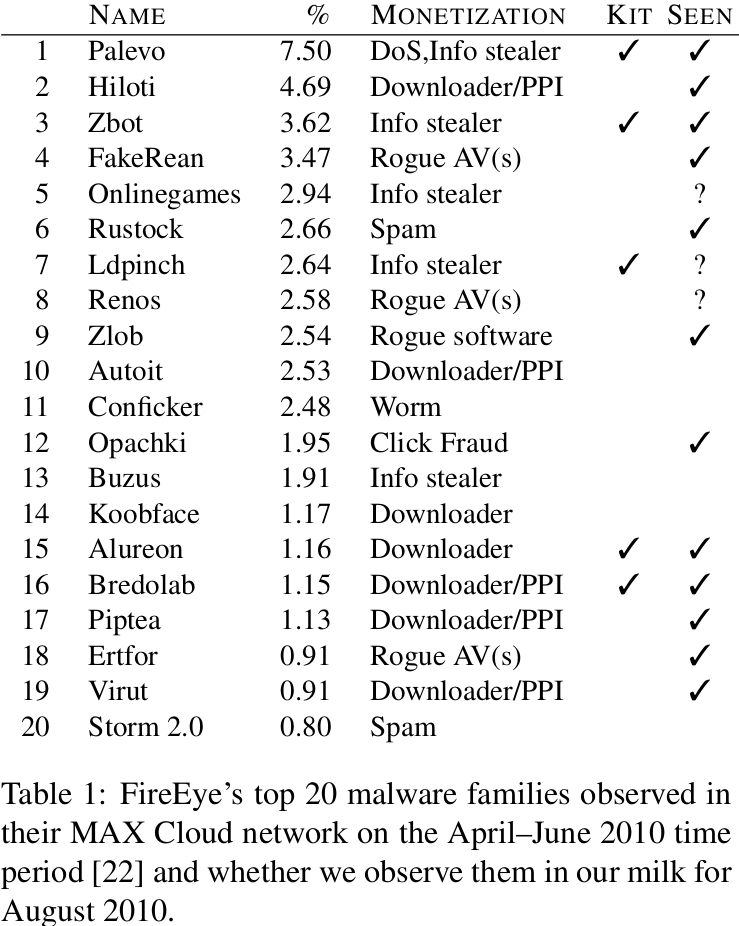 NAME % MONETIZATION KIT SEEN
1 Palevo 7.50 DoS,Info stealer ✓ ✓
2 Hiloti 4.69 Downloader/PPI ✓
3 Zbot 3.62 Info stealer ✓ ✓
4 FakeRean 3.47 Rogue AV(s) ✓
5 Onlinegames 2.94 Info stealer ?
6 Rustock 2.66 Spam ✓
7 Ldpinch 2.64 Info stealer ✓ ?
8 Renos 2.58 Rogue AV(s) ?
9 Zlob 2.54 Rogue software ✓
10 Autoit 2.53 Downloader/PPI
11 Conficker 2.48 Worm
12 Opachki 1.95 Click Fraud ✓
13 Buzus 1.91 Info stealer
14 Koobface 1.17 Downloader
15 Alureon 1.16 Downloader ✓ ✓
16 Bredolab 1.15 Downloader/PPI ✓ ✓
17 Piptea 1.13 Downloader/PPI ✓
18 Ertfor 0.91 Rogue AV(s) ✓
19 Virut 0.91 Downloader/PPI ✓
20 Storm 2.0 0.80 Spam
Table 1: FireEye's top 20 malware families observed in
their MAX Cloud network on the April–June 2010 time
period [22] and whether we observe them in our milk for
August 2010.